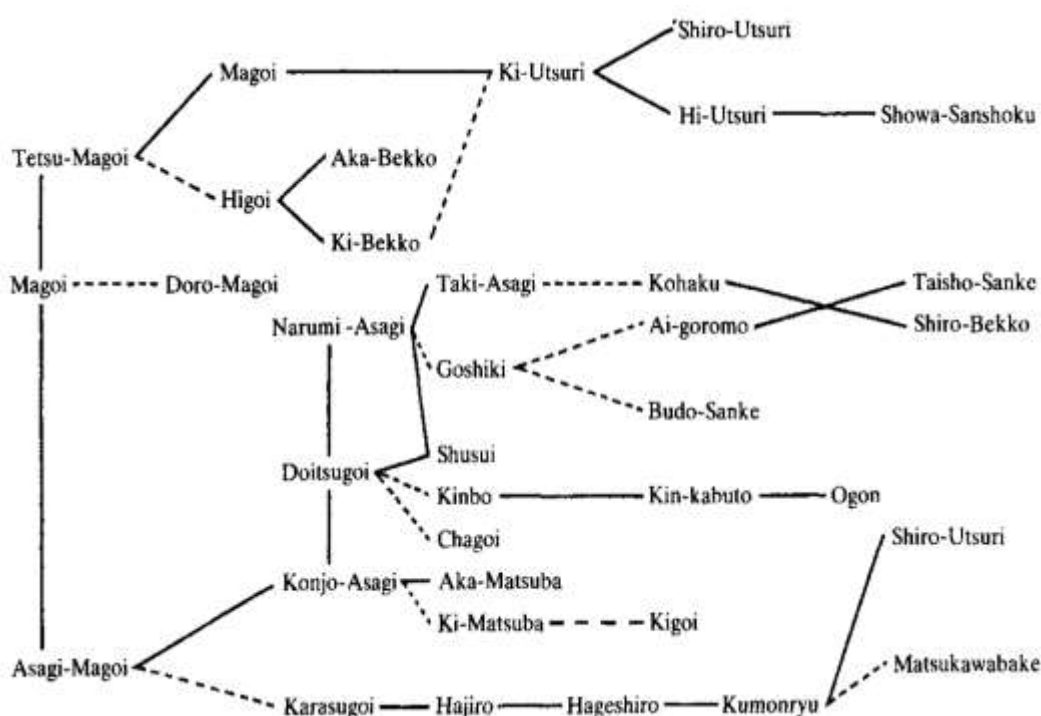 Shiro-Utsuri
Magoi Ki-Utsuri
Hi-Utsuri Showa-Sanshoku
Tetsu-Magoi Aka-Bekko
Higoi
Ki-Bekko
Magoi Doro-Magoi Taki-Asagi Kohaku Taisho-Sanke
Narumi-Asagi Ai-goromo Shiro-Bekko
Goshiki
Budo-Sanke
Shusui
Doitsugoi
Kinbo Kin-kabuto Ogon
Chagoi Shiro-Utsuri
Konjo-Asagi Aka-Matsuba
Ki-Matsuba Kigoi
Asagi-Magoi Matsukawabake
Karasugoi Hajiro Hageshiro Kumonryu